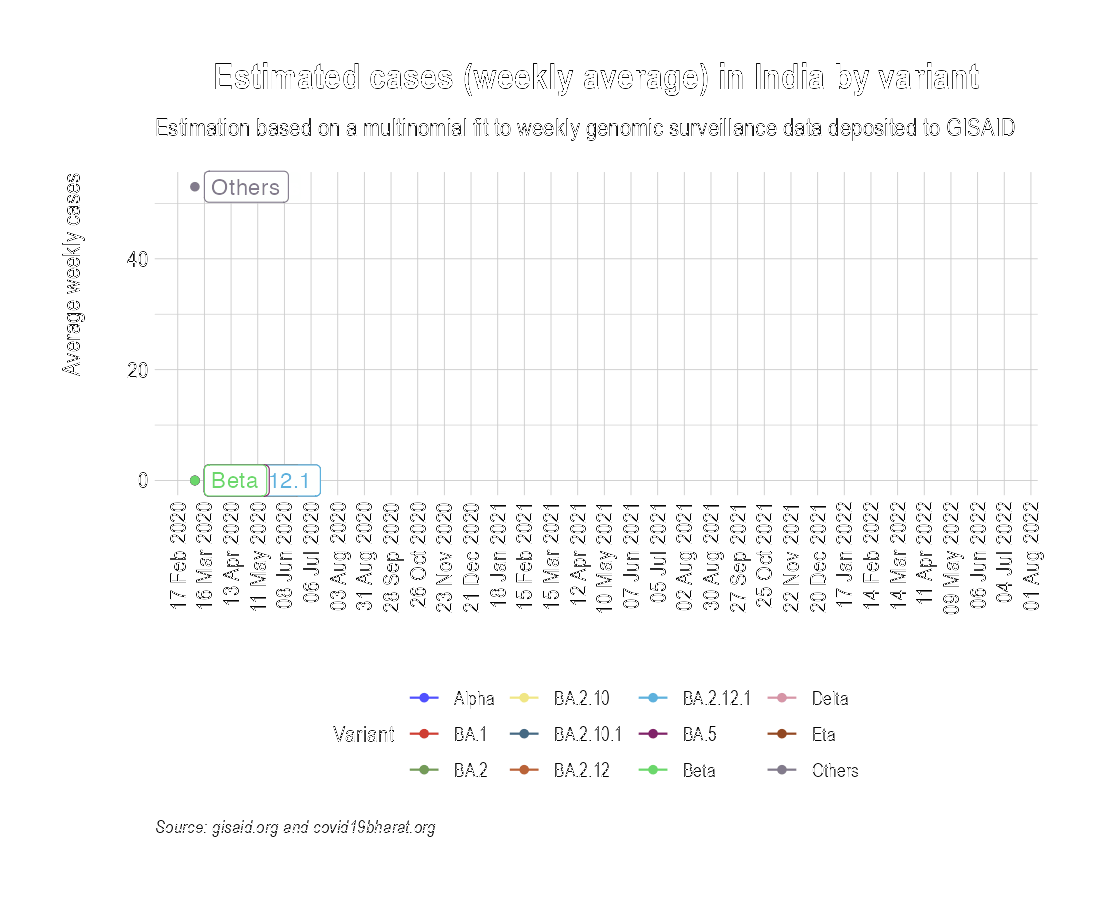 Estimated cases (weekly average) in India by variant
Estimation based on a multinomial fit to weekly genomic surveillance data deposited to GISAID
Average weekly cases
Others
40
20
0
Beta
12.1
17 Feb 2020
16 Mar 2020
13 Apr 2020
11 May 2020
08 Jun 2020
06 Jul 2020
03 Aug 2020
31 Aug 2020
28 Sep 2020
26 Oct 2020
23 Nov 2020
21 Dec 2020
18 Jan 2021
15 Feb 2021
15 Mar 2021
12 Apr 2021
10 May 2021
07 Jun 2021
05 Jul 2021
02 Aug 2021
30 Aug 2021
27 Sep 2021
25 Oct 2021
22 Nov 2021
20 Dec 2021
17 Jan 2022
14 Feb 2022
14 Mar 2022
11 Apr 2022
09 May 2022
06 Jun 2022
04 Jul 2022
01 Aug 2022
Alpha BA.2.10 BA.2.12.1 Delta
Variant BA.1 BA.2.10.1 BA.5 Eta
BA.2 BA.2.12 Beta Others
Source: gisaid.org and covid19bharat.org